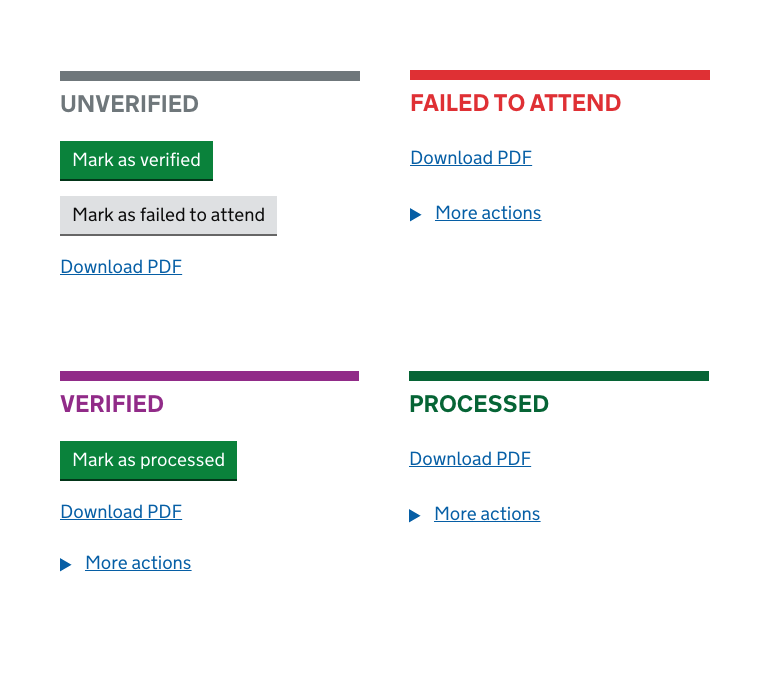 UNVERIFIED
Mark as verified
Mark as failed to attend
Download PDF
FAILED TO ATTEND
Download PDF
More actions
VERIFIED
Mark as processed
Download PDF
More actions
PROCESSED
Download PDF
More actions